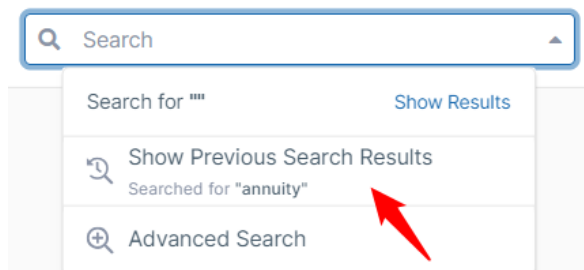 Search
Search for "" Show Results
Show Previous Search Results
Searched for "annuity"
Advanced Search